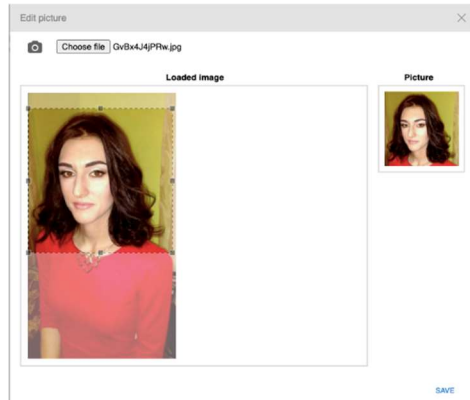 Edit picture
Choose file GvBx4J4jPRw.jpg
Loaded image
Picture
SAVE